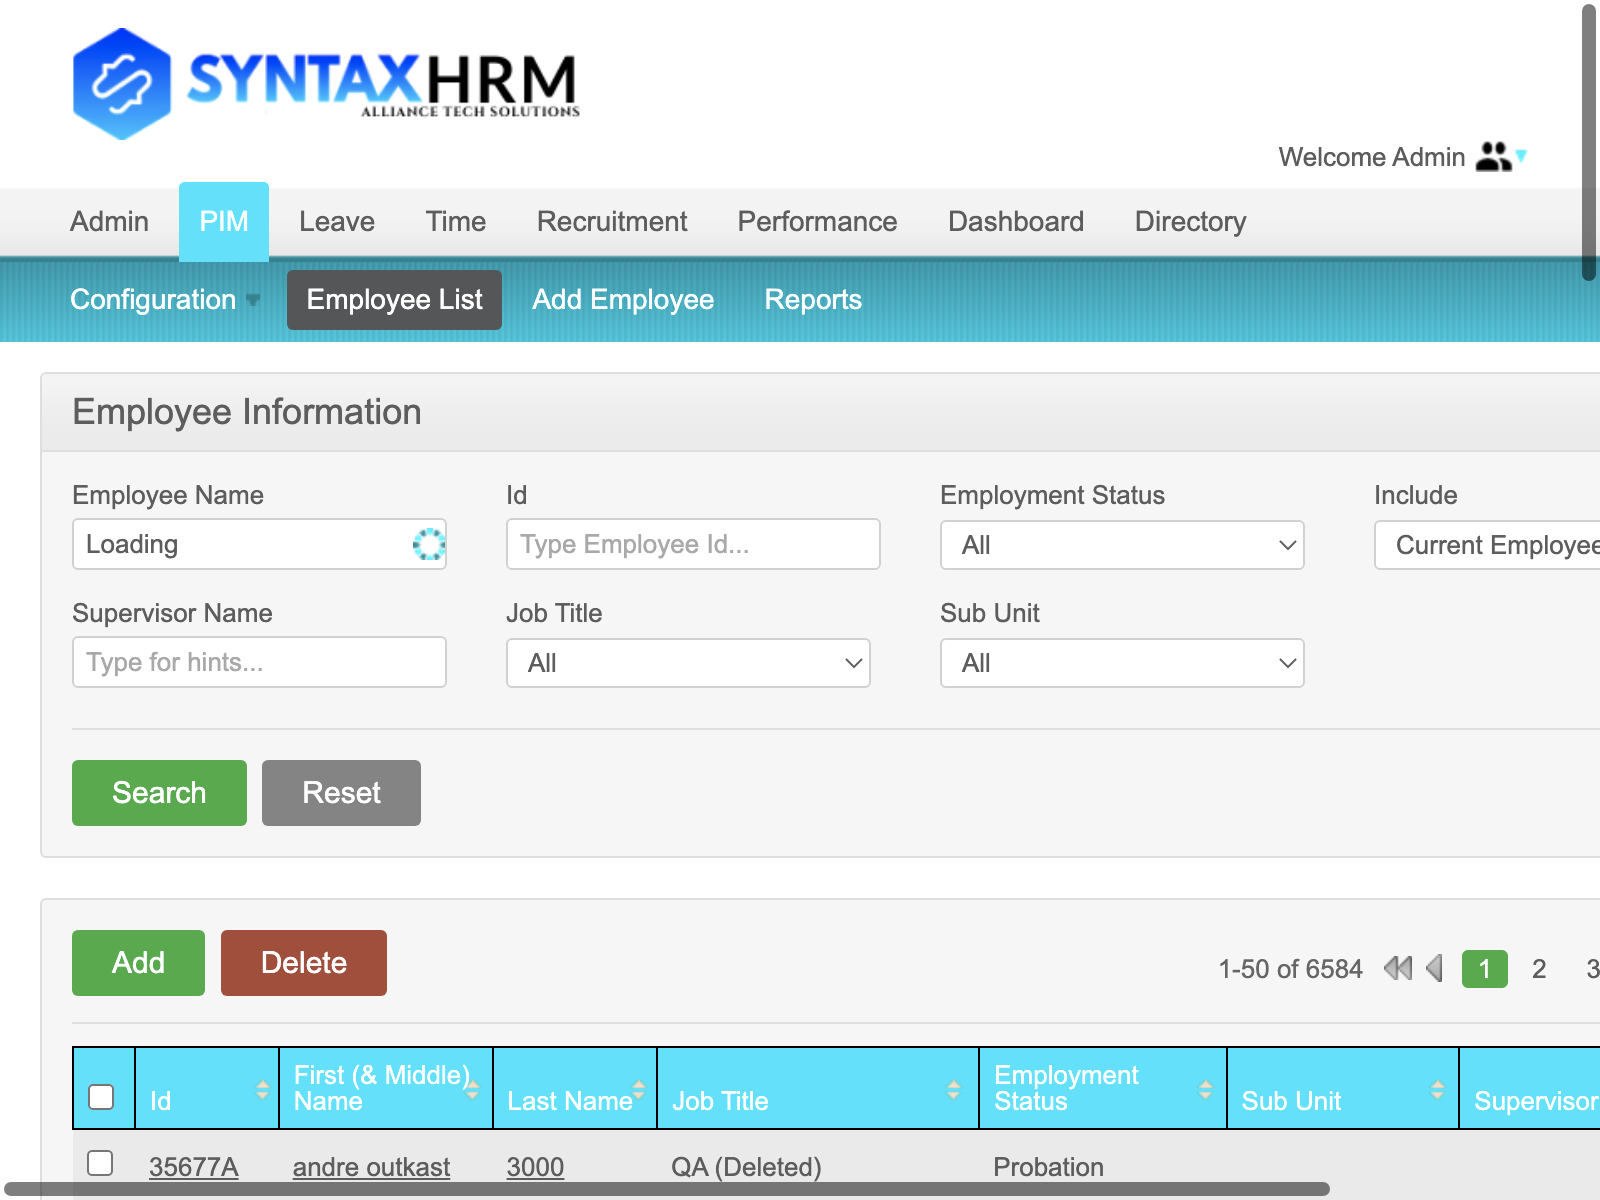 SYNTAXHRM
ALLIANCE TECH SOLUTIONS
Welcome Admin
Admin PIM Leave Time Recruitment Performance Dashboard Directory
Configuration Employee List Add Employee Reports
Employee Information
Employee Name Id Employment Status Include
Loading Type Employee Id... All Current Employee
Supervisor Name Job Title Sub Unit
Type for hints... All All
Search Reset
Add Delete
1-50 of 6584 1 2 3
Id First (& Middle) Name Last Name Job Title Employment Status Sub Unit Supervisor
35677A andre outkast 3000 QA (Deleted) Probation